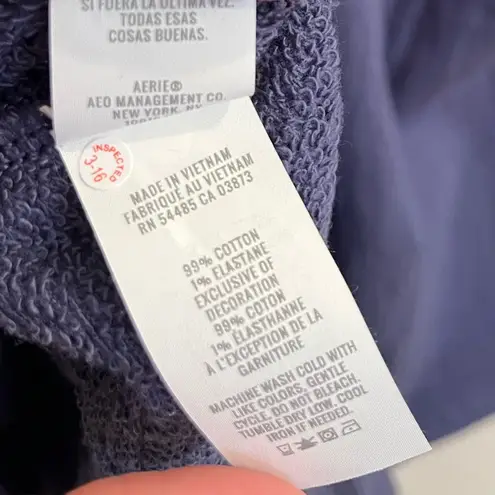 SI FUERA LA ÚLTIMA VEZ.
TODAS ESAS
COSAS BUENAS.
AERIE®
AEO MANAGEMENT CO.
NEW YORK, NY
INSPECTED
3-16
MADE IN VIETNAM
FABRIQUÉ AU VIETNAM
RN 54485 CA 03873
99% COTTON
1% ELASTANE
EXCLUSIVE OF
DECORATION
99% COTON
1% ELASTHANNE
À L'EXCEPTION DE LA
GARNITURE
MACHINE WASH COLD WITH
LIKE COLORS, GENTLE
CYCLE. DO NOT BLEACH.
TUMBLE DRY LOW. COOL
IRON IF NEEDED.